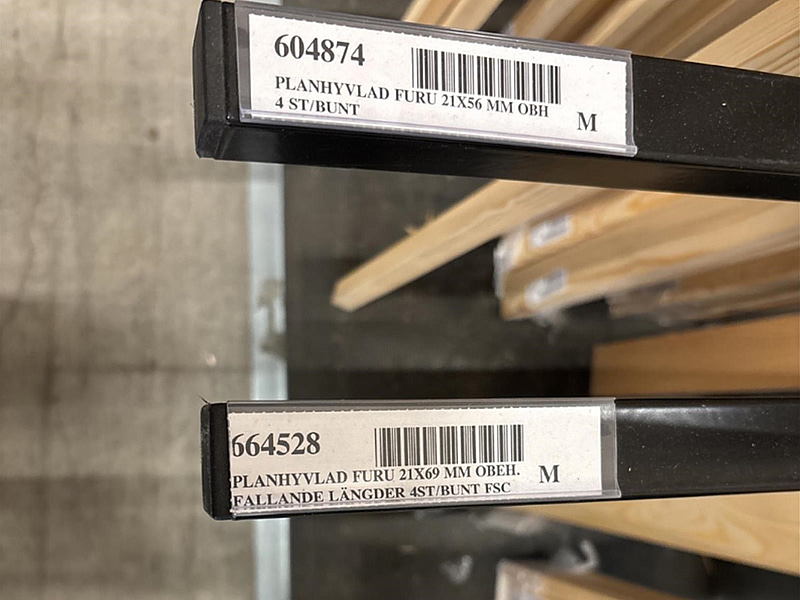 604874
PLANHYVLAD FURU 21X56 MM OBH
4 ST/BUNT
M
664528
PLANHYVLAD FURU 21X69 MM OBEH.
FALLANDE LÄNGDER 4ST/BUNT FSC
M